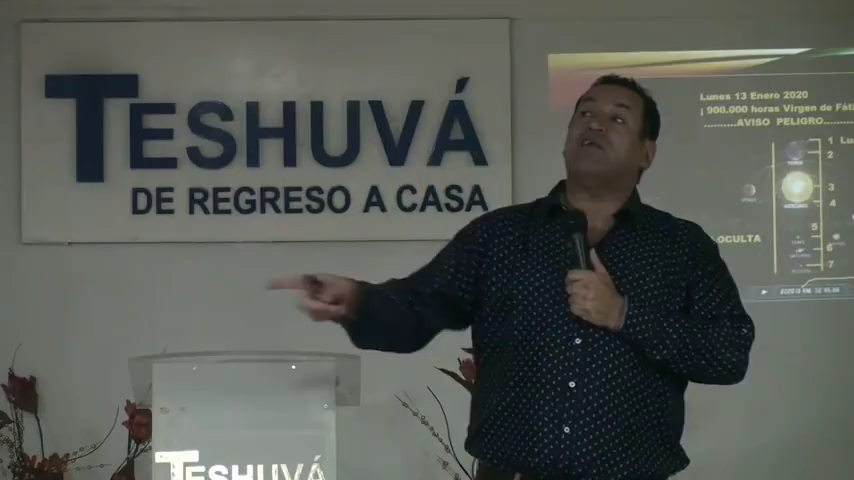 TESHUVÁ
DE REGRESO A CASA
Lunes 13 Enero 2020
¡ 900.000 horas Virgen de Fáti
AVISO PELIGRO
1 Lu
2
3
4
OCULTA
5
6
7
TESHUVÁ